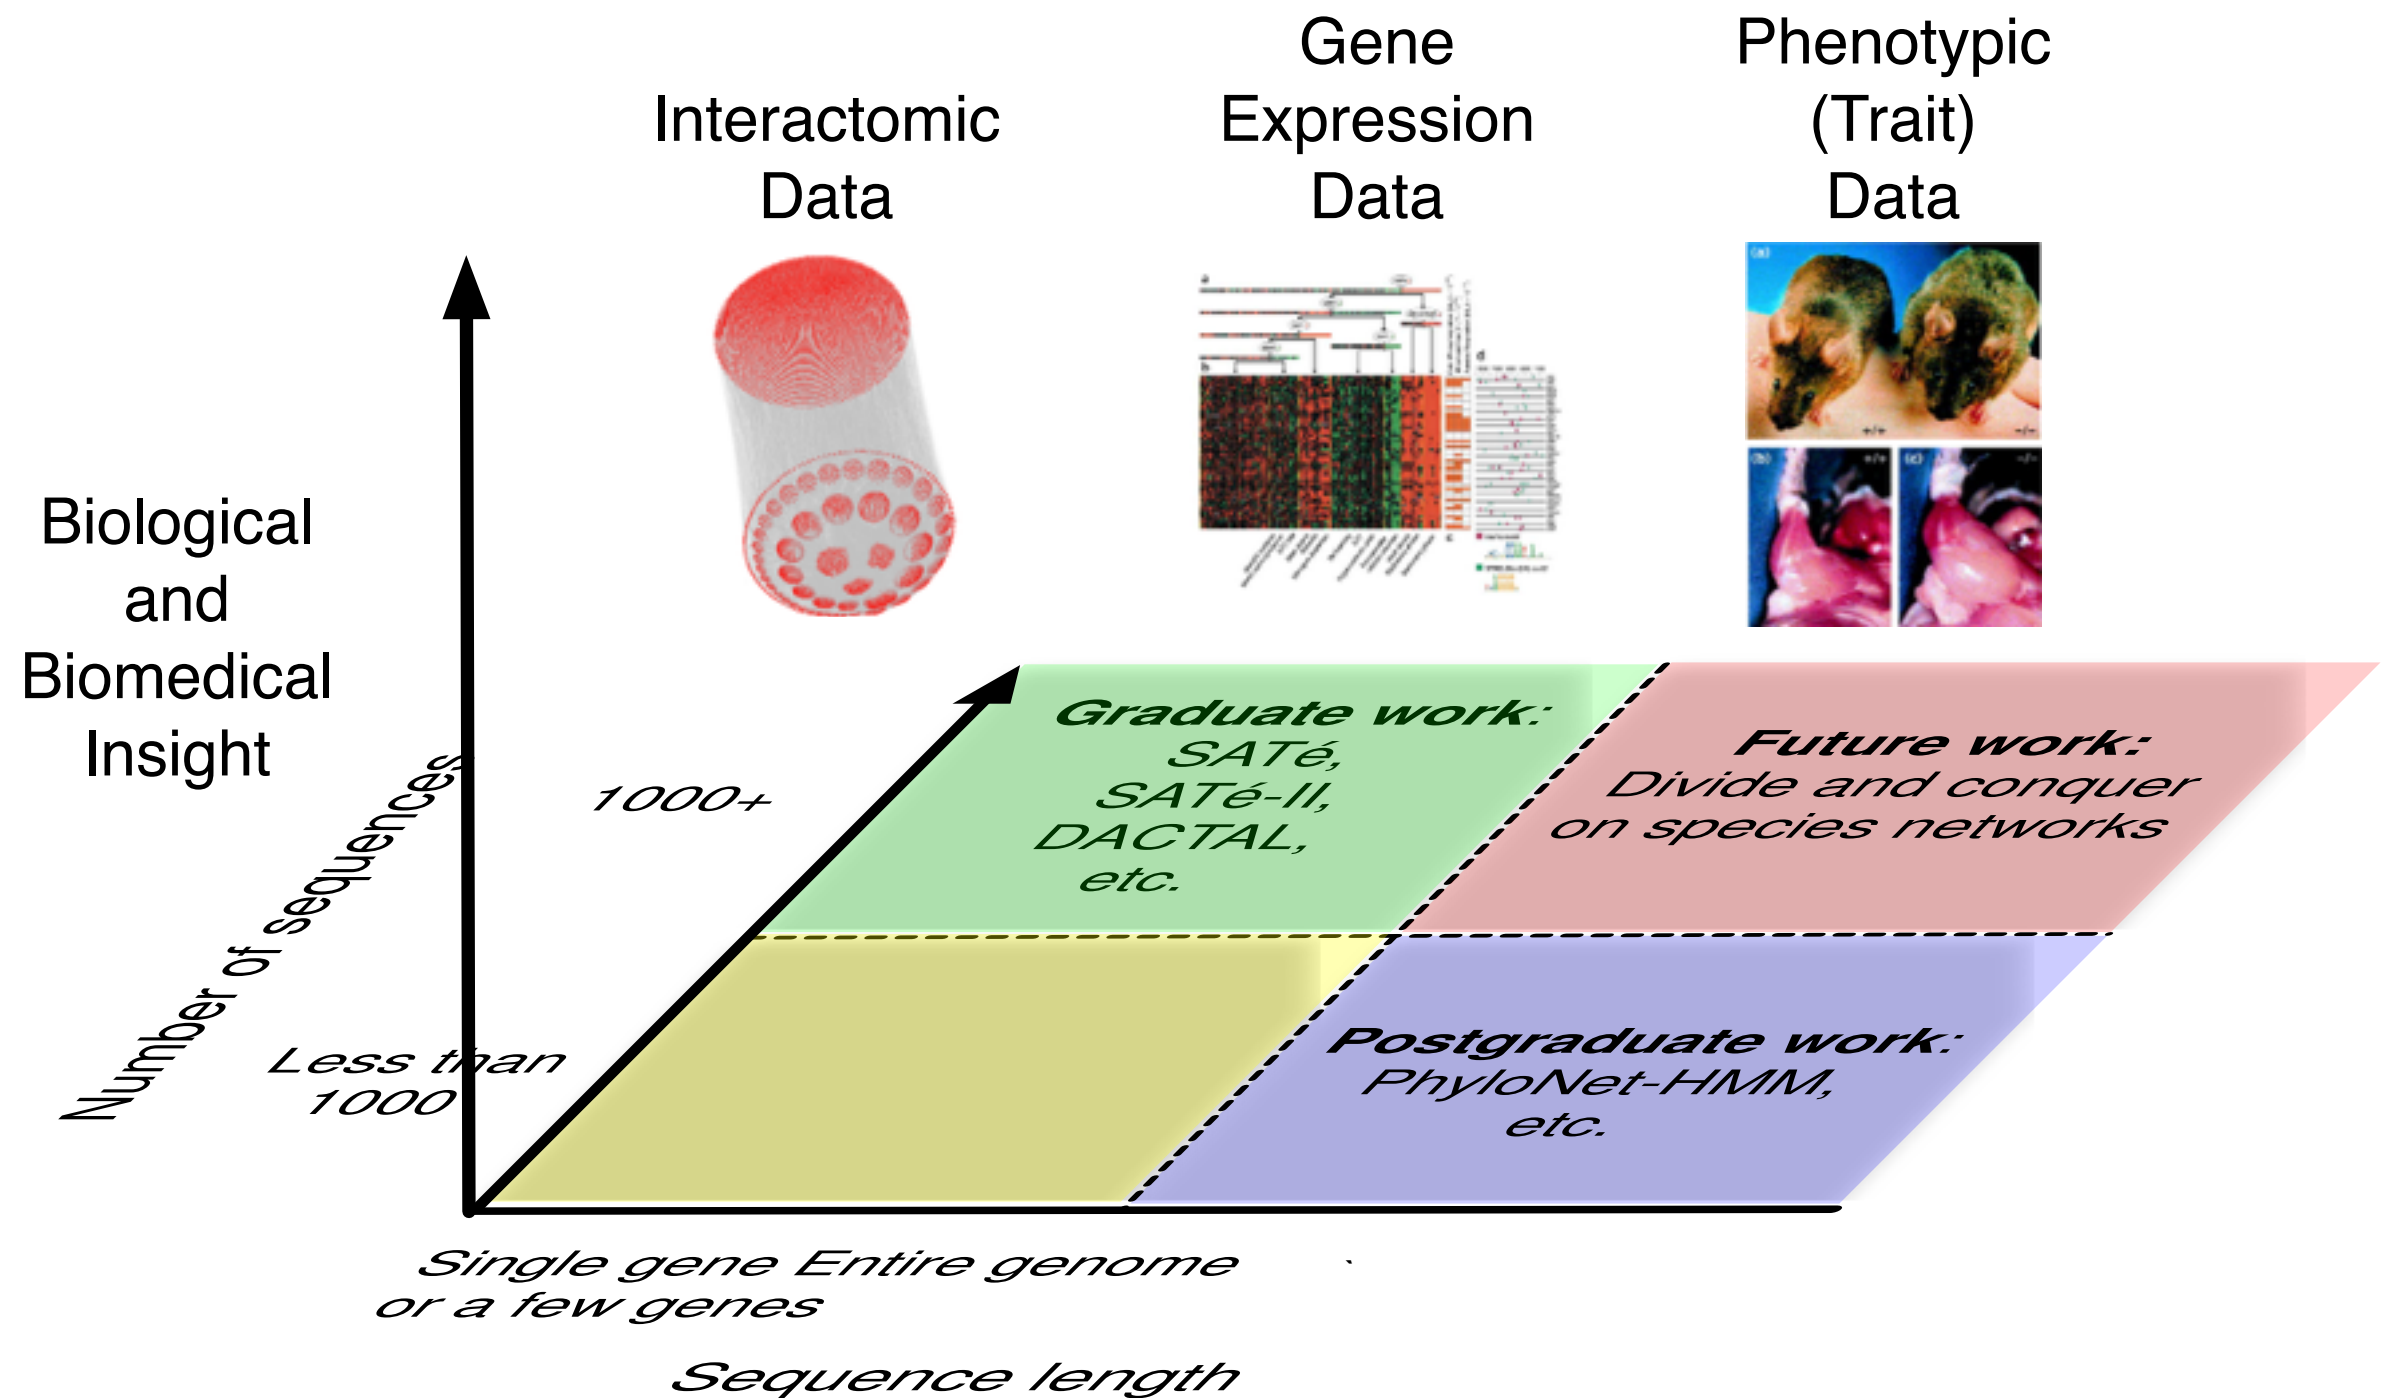 Gene
Expression
Data
Phenotypic
(Trait)
Data
Interactomic
Data
(a)
+/+
-/-
(b)
+/+
(c)
-/-
a
b
c
d
Biological
and
Biomedical
Insight
Number of sequences
1000+
Less than
1000
Graduate work:
SATé,
SATé-II,
DACTAL,
etc.
Future work:
Divide and conquer
on species networks
Postgraduate work:
PhyloNet-HMM,
etc.
Single gene Entire genome
or a few genes
Sequence length